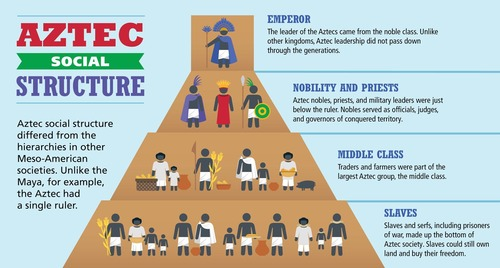 AZTEC
SOCIAL
STRUCTURE
Aztec social structure
differed from the
hierarchies in other
Meso-American
societies. Unlike the
Maya, for example,
the Aztec had
a single ruler.
EMPEROR
The leader of the Aztecs came from the noble class. Unlike
other kingdoms, Aztec leadership did not pass down
through the generations.
NOBILITY AND PRIESTS
Aztec nobles, priests, and military leaders were just
below the ruler. Nobles served as officials, judges,
and governors of conquered territory.
MIDDLE CLASS
Traders and farmers were part of the
largest Aztec group, the middle class.
SLAVES
Slaves and serfs, including prisoners
of war, made up the bottom of
Aztec society. Slaves could still own
land and buy their freedom.